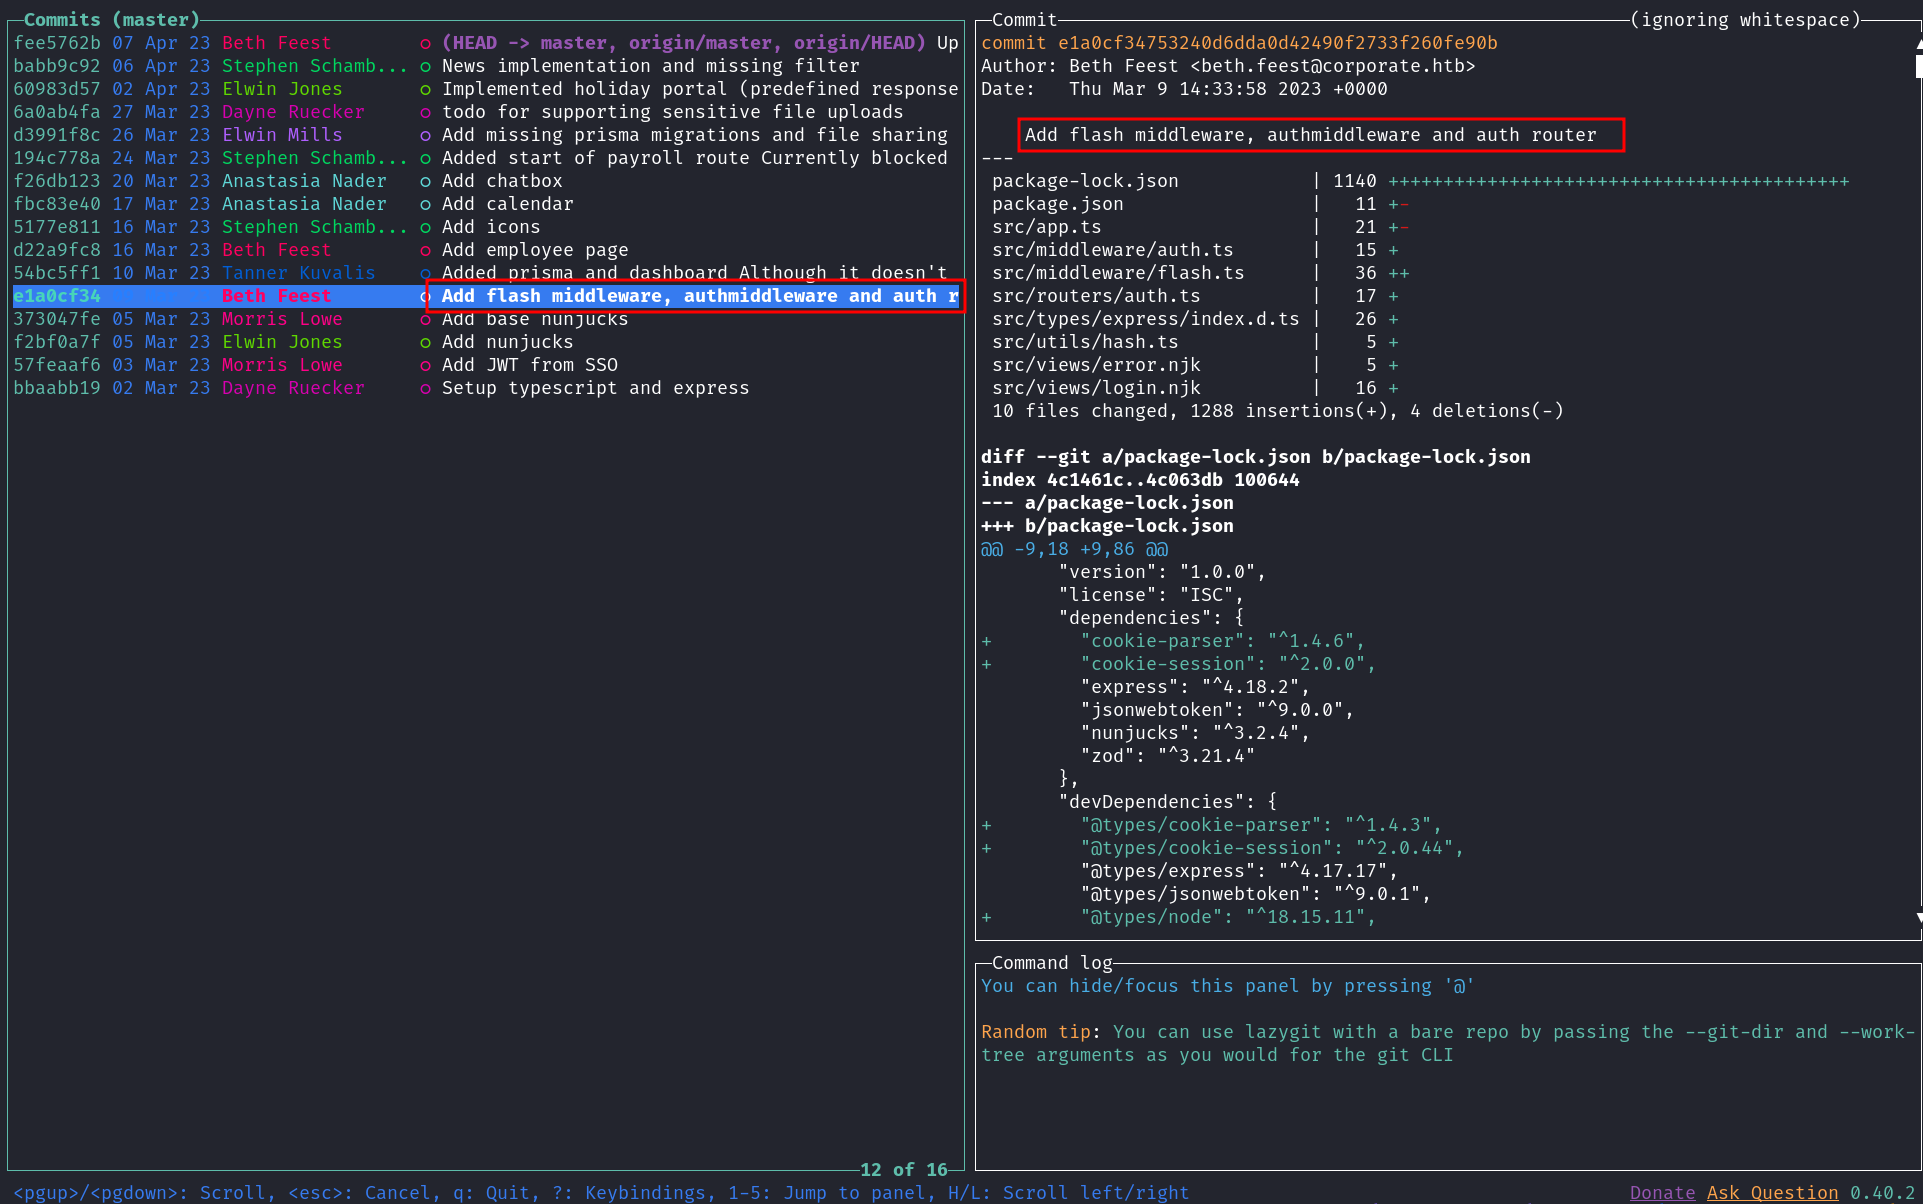 Commits (master)
fee5762b 07 Apr 23 Beth Feest ○ (HEAD -> master, origin/master, origin/HEAD) Up
babb9c92 06 Apr 23 Stephen Schamb... ○ News implementation and missing filter
60983d57 02 Apr 23 Elwin Jones ○ Implemented holiday portal (predefined response
6a0ab4fa 27 Mar 23 Dayne Ruecker ○ todo for supporting sensitive file uploads
d3991f8c 26 Mar 23 Elwin Mills ○ Add missing prisma migrations and file sharing
194c778a 24 Mar 23 Stephen Schamb... ○ Added start of payroll route Currently blocked
f26db123 20 Mar 23 Anastasia Nader ○ Add chatbox
fbc83e40 17 Mar 23 Anastasia Nader ○ Add calendar
5177e811 16 Mar 23 Stephen Schamb... ○ Add icons
d22a9fc8 16 Mar 23 Beth Feest ○ Add employee page
54bc5ff1 10 Mar 23 Tanner Kuvalis ○ Added prisma and dashboard Although it doesn't
e1a0cf34 Beth Feest ○ Add flash middleware, authmiddleware and auth r
373047fe 05 Mar 23 Morris Lowe ○ Add base nunjucks
f2bf0a7f 05 Mar 23 Elwin Jones ○ Add nunjucks
57feaaf6 03 Mar 23 Morris Lowe ○ Add JWT from SSO
bbaabb19 02 Mar 23 Dayne Ruecker ○ Setup typescript and express
12 of 16
Commit (ignoring whitespace)
commit e1a0cf34753240d6dda0d42490f2733f260fe90b
Author: Beth Feest <beth.feest@corporate.htb>
Date:   Thu Mar 9 14:33:58 2023 +0000
Add flash middleware, authmiddleware and auth router
---
package-lock.json | 1140 ++++++++++++++++++++++++++++++++++++++++++
package.json | 11 +-
src/app.ts | 21 +-
src/middleware/auth.ts | 15 +
src/middleware/flash.ts | 36 ++
src/routers/auth.ts | 17 +
src/types/express/index.d.ts | 26 +
src/utils/hash.ts | 5 +
src/views/error.njk | 5 +
src/views/login.njk | 16 +
10 files changed, 1288 insertions(+), 4 deletions(-)
diff --git a/package-lock.json b/package-lock.json
index 4c1461c..4c063db 100644
--- a/package-lock.json
+++ b/package-lock.json
@@ -9,18 +9,86 @@
"version": "1.0.0",
"license": "ISC",
"dependencies": {
+ "cookie-parser": "^1.4.6",
+ "cookie-session": "^2.0.0",
"express": "^4.18.2",
"jsonwebtoken": "^9.0.0",
"nunjucks": "^3.2.4",
"zod": "^3.21.4"
},
"devDependencies": {
+ "@types/cookie-parser": "^1.4.3",
+ "@types/cookie-session": "^2.0.44",
"@types/express": "^4.17.17",
"@types/jsonwebtoken": "^9.0.1",
+ "@types/node": "^18.15.11",
Command log
You can hide/focus this panel by pressing '@'
Random tip: You can use lazygit with a bare repo by passing the --git-dir and --work-
tree arguments as you would for the git CLI
<pgup>/<pgdown>: Scroll, <esc>: Cancel, q: Quit, ?: Keybindings, 1-5: Jump to panel, H/L: Scroll left/right
Donate Ask Question 0.40.2